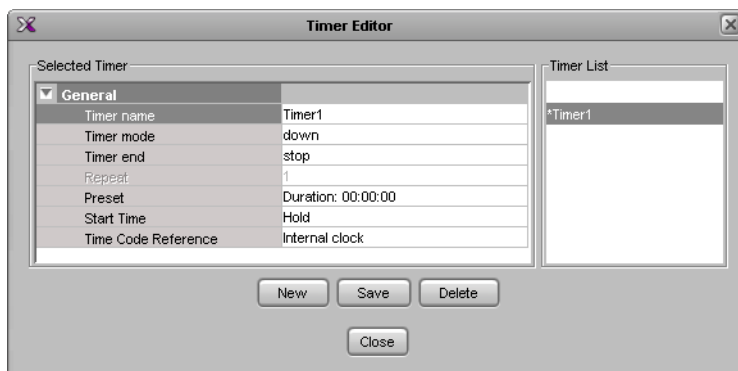 Timer Editor
Selected Timer
General
Timer name Timer1
Timer mode down
Timer end stop
Repeat 1
Preset Duration: 00:00:00
Start Time Hold
Time Code Reference Internal clock
Timer List
*Timer1
New Save Delete
Close